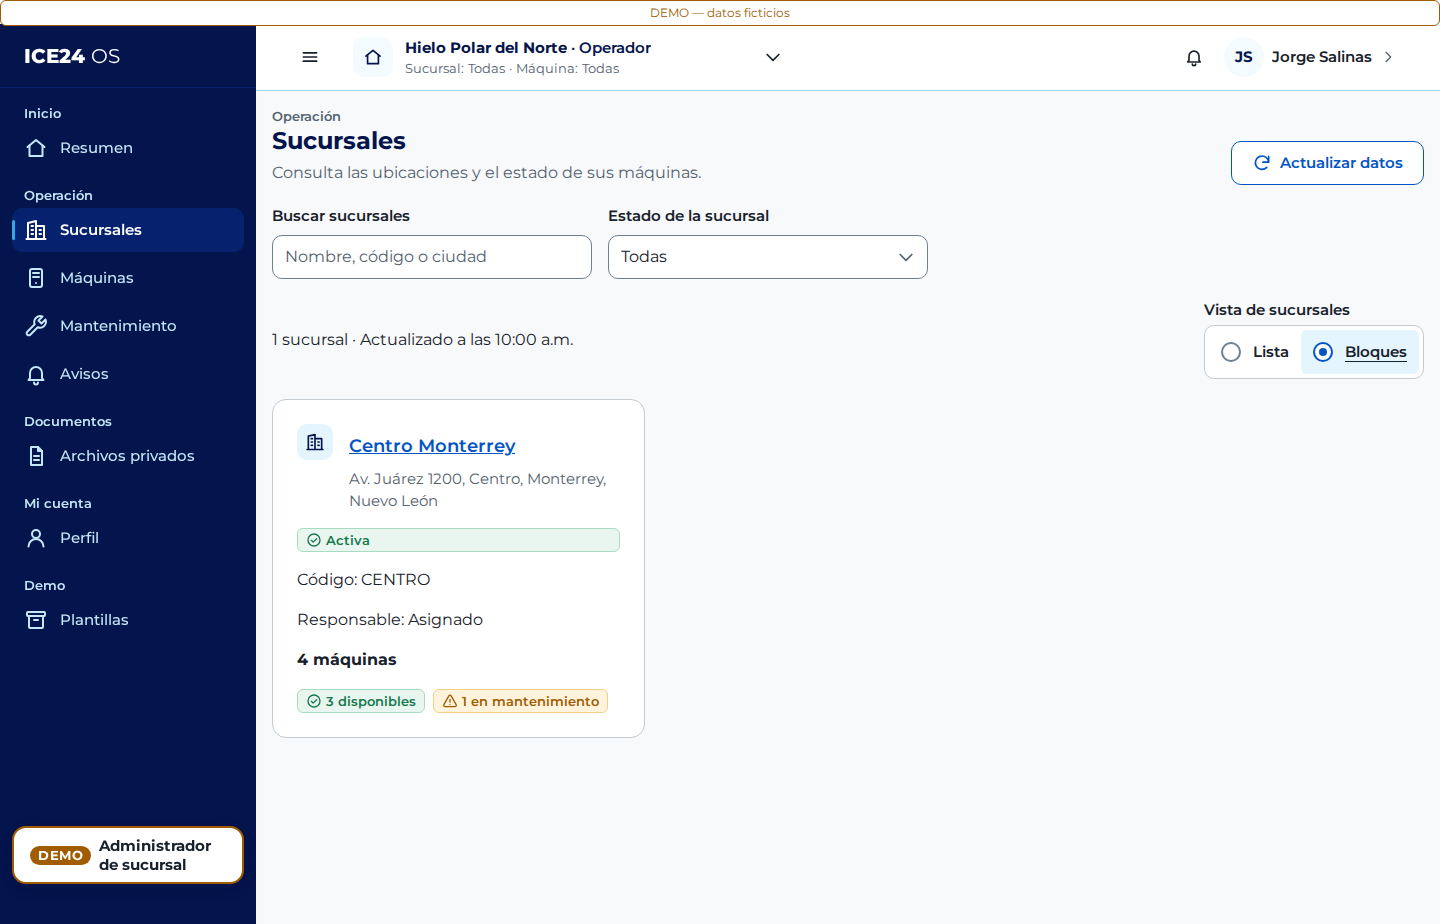 DEMO — datos ficticios
ICE24 OS
Inicio
Resumen
Operación
Sucursales
Máquinas
Mantenimiento
Avisos
Documentos
Archivos privados
Mi cuenta
Perfil
Demo
Plantillas
DEMO Administrador
de sucursal
Hielo Polar del Norte · Operador
Sucursal: Todas · Máquina: Todas
JS Jorge Salinas
Operación
Sucursales
Consulta las ubicaciones y el estado de sus máquinas.
Actualizar datos
Buscar sucursales
Nombre, código o ciudad
Estado de la sucursal
Todas
1 sucursal · Actualizado a las 10:00 a.m.
Vista de sucursales
Lista
Bloques
Centro Monterrey
Av. Juárez 1200, Centro, Monterrey,
Nuevo León
Activa
Código: CENTRO
Responsable: Asignado
4 máquinas
3 disponibles
1 en mantenimiento